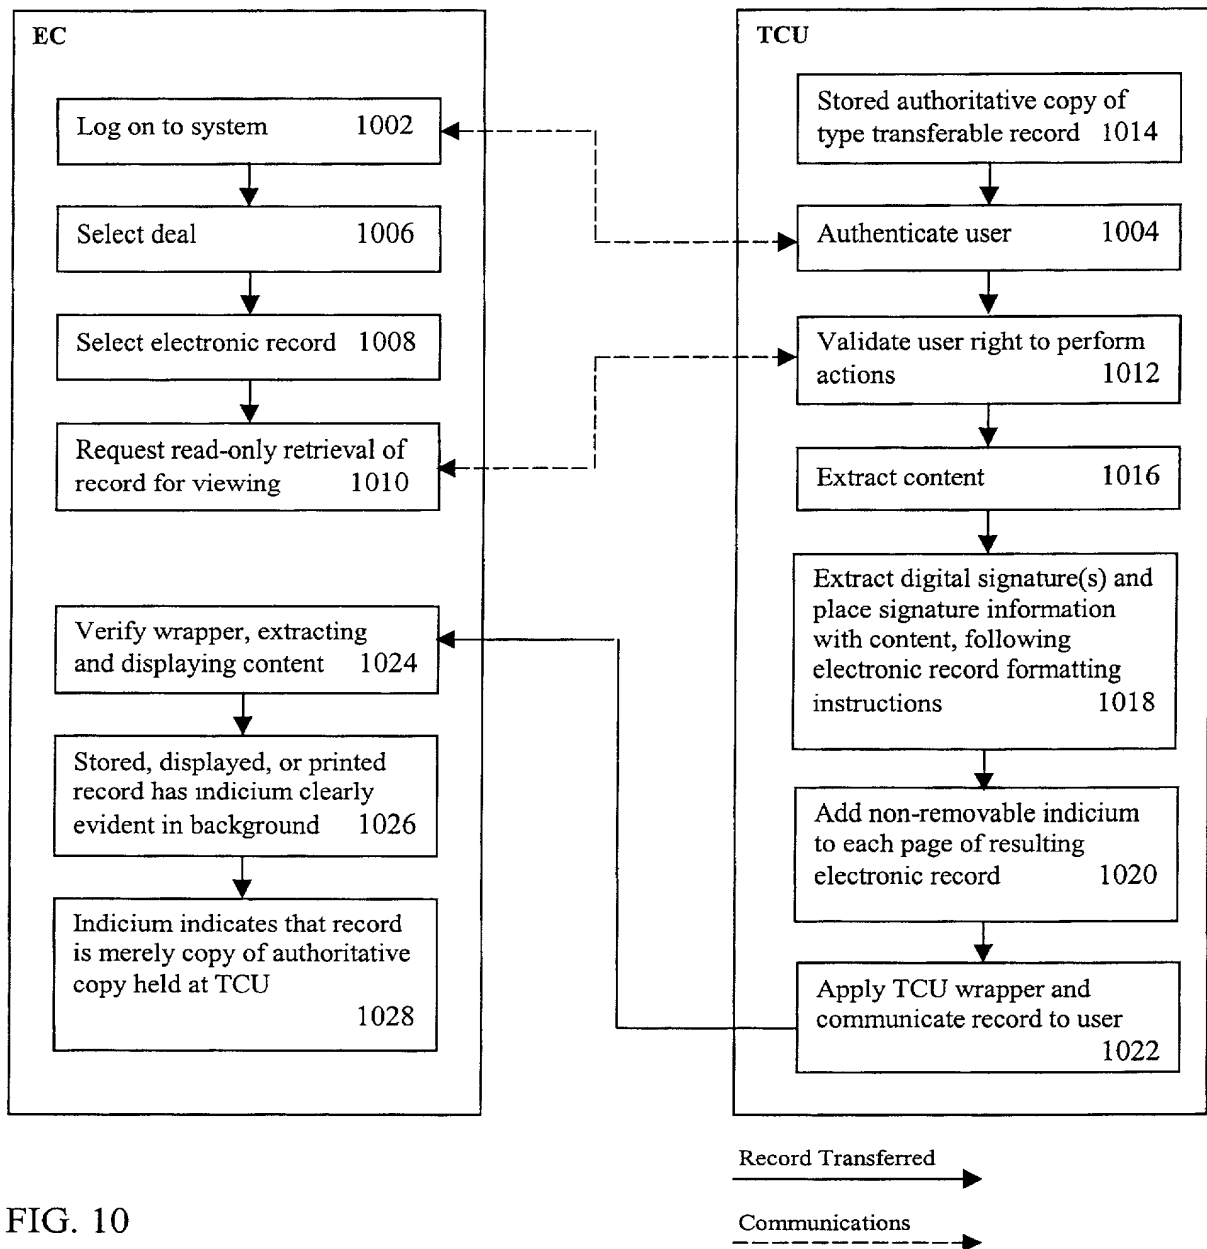 EC
Log on to system 1002
Select deal 1006
Select electronic record 1008
Request read-only retrieval of
record for viewing 1010
Verify wrapper, extracting
and displaying content 1024
Stored, displayed, or printed
record has indicium clearly
evident in background 1026
Indicium indicates that record
is merely copy of authoritative
copy held at TCU
1028
TCU
Stored authoritative copy of
type transferable record 1014
Authenticate user 1004
Validate user right to perform
actions 1012
Extract content 1016
Extract digital signature(s) and
place signature information
with content, following
electronic record formatting
instructions 1018
Add non-removable indicium
to each page of resulting
electronic record 1020
Apply TCU wrapper and
communicate record to user
1022
Record Transferred
Communications
FIG. 10